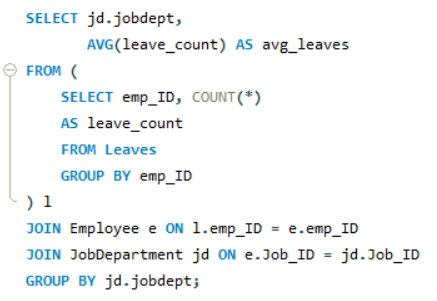 SELECT jd.jobdept,
AVG(leave_count) AS avg_leaves
FROM (
SELECT emp_ID, COUNT(*)
AS leave_count
FROM Leaves
GROUP BY emp_ID
) l
JOIN Employee e ON l.emp_ID = e.emp_ID
JOIN JobDepartment jd ON e.Job_ID = jd.Job_ID
GROUP BY jd.jobdept;